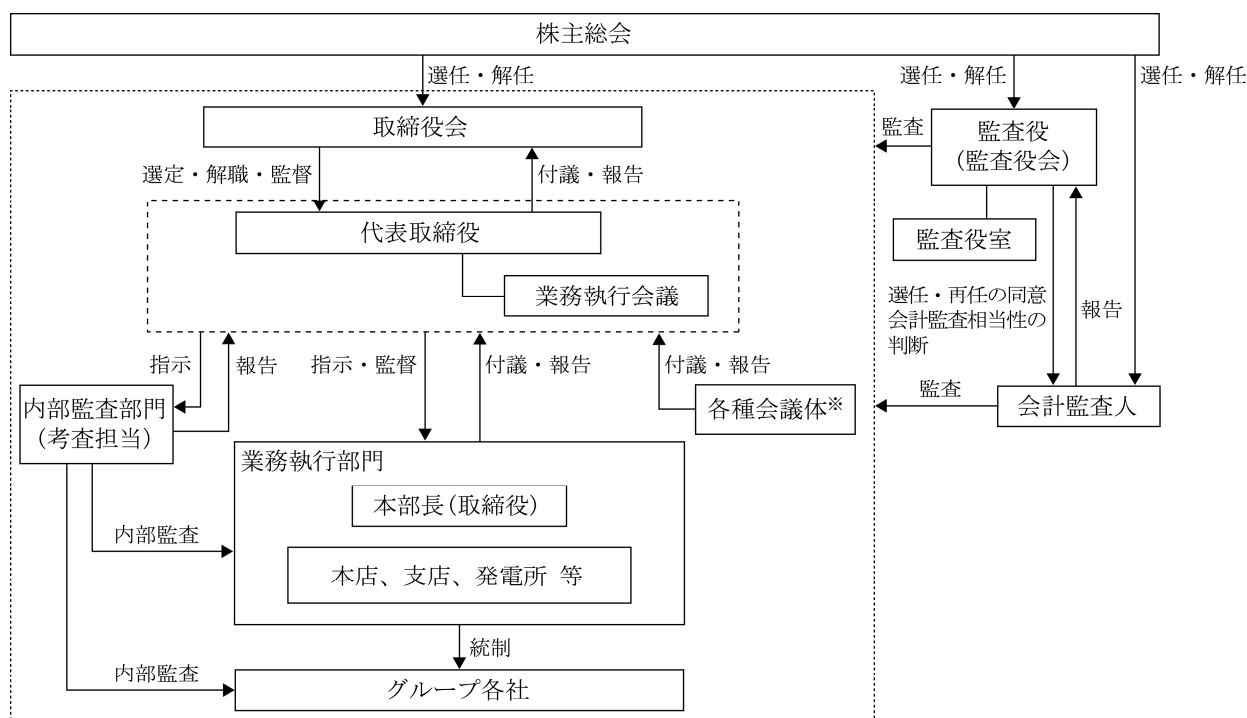 株主総会
選任・解任
選任・解任
選任・解任
取締役会
監査
監査役
（監査役会）
選定・解職・監督
付議・報告
代表取締役
監査役室
業務執行会議
選任・再任の同意
会計監査相当性の
判断
報告
指示
報告
指示・監督
付議・報告
付議・報告
内部監査部門
（考査担当）
各種会議体※
監査
会計監査人
業務執行部門
本部長（取締役）
内部監査
本店、支店、発電所 等
統制
内部監査
グループ各社